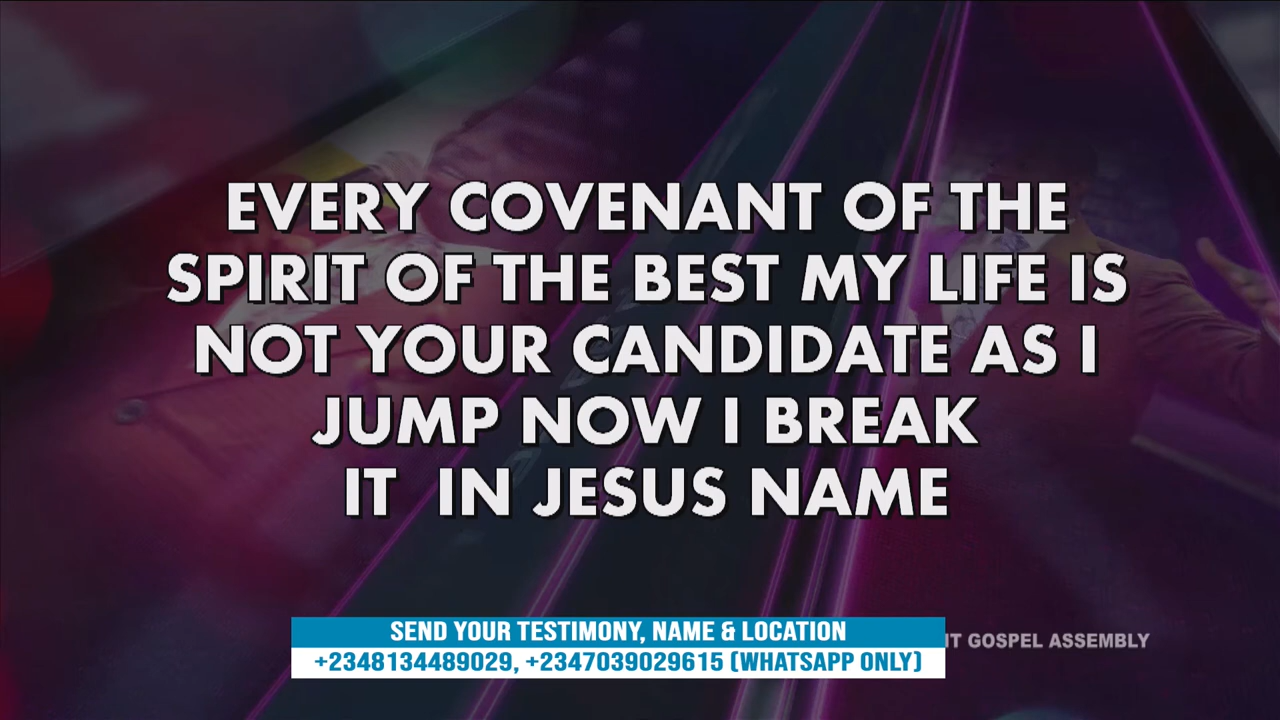 EVERY COVENANT OF THE
SPIRIT OF THE BEST MY LIFE IS
NOT YOUR CANDIDATE AS I
JUMP NOW I BREAK
IT IN JESUS NAME
SEND YOUR TESTIMONY, NAME & LOCATION
GOSPEL ASSEMBLY
+2348134489029, +2347039029615 (WHATSAPP ONLY)